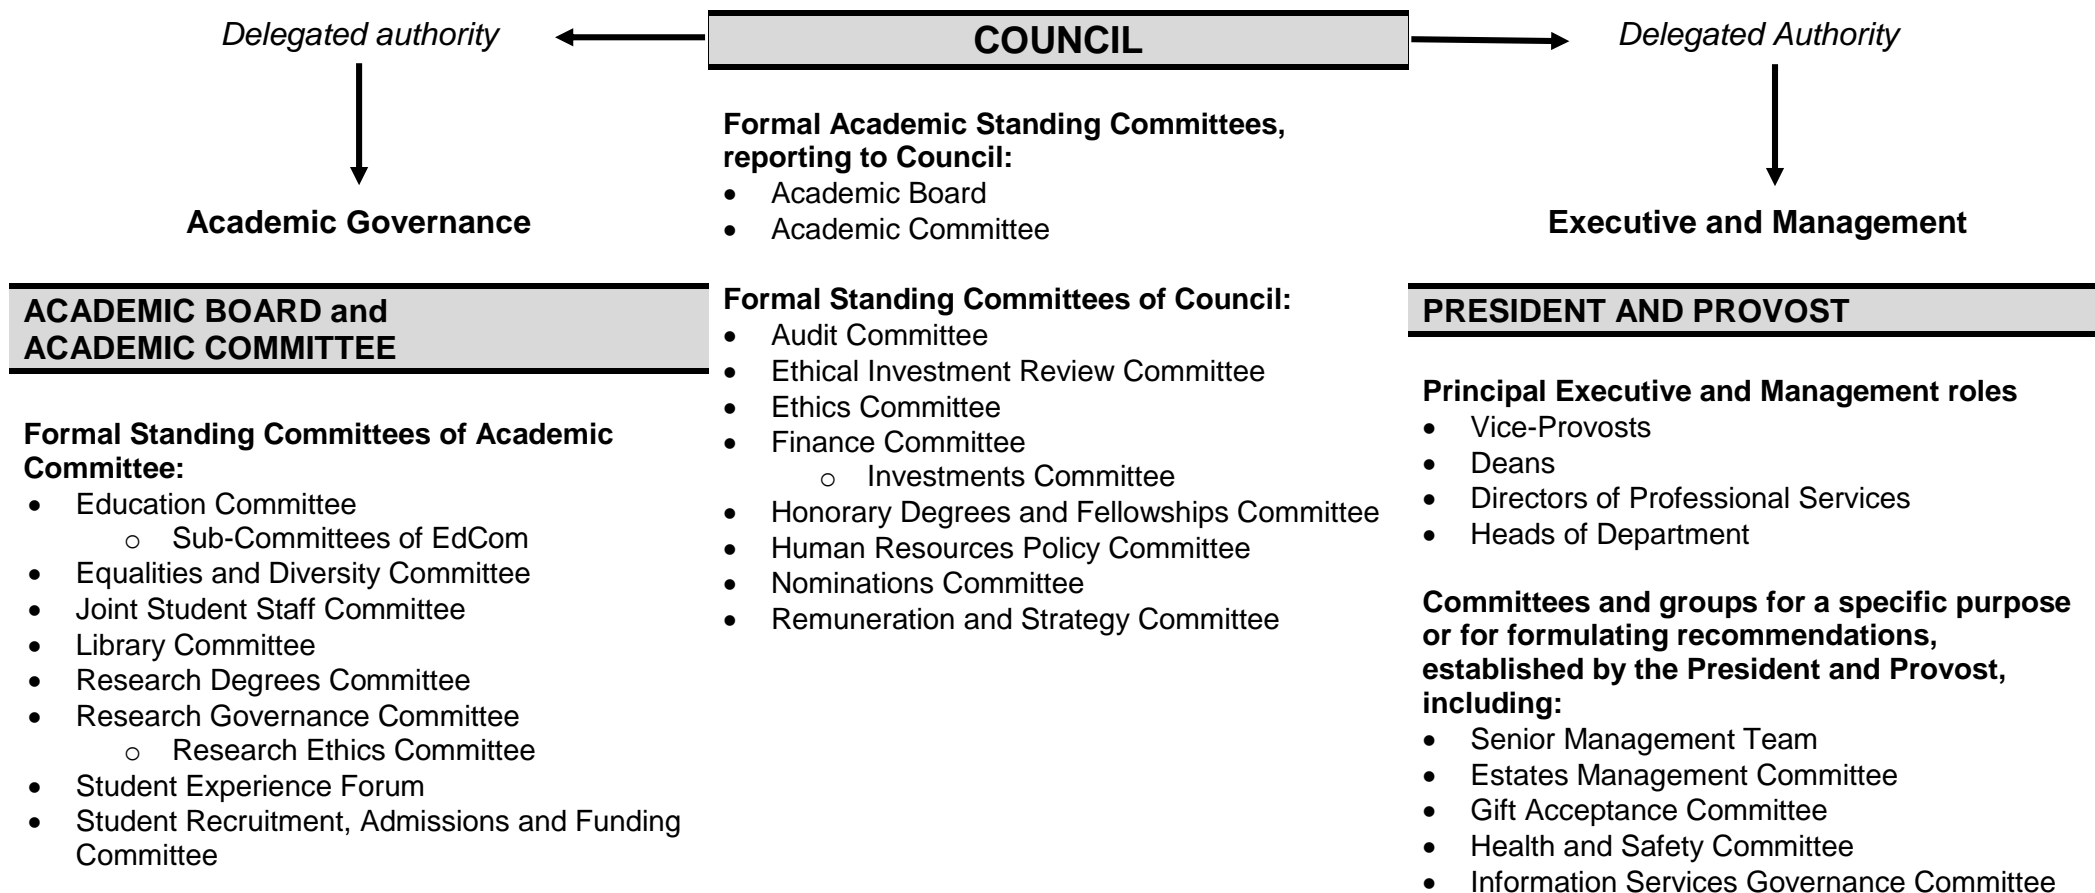 Delegated authority
COUNCIL
Delegated Authority
Academic Governance
ACADEMIC BOARD and
ACADEMIC COMMITTEE
Formal Standing Committees of Academic
Committee:
• Education Committee
o Sub-Committees of EdCom
• Equalities and Diversity Committee
• Joint Student Staff Committee
• Library Committee
• Research Degrees Committee
• Research Governance Committee
o Research Ethics Committee
• Student Experience Forum
• Student Recruitment, Admissions and Funding
Committee
Formal Academic Standing Committees,
reporting to Council:
• Academic Board
• Academic Committee
Formal Standing Committees of Council:
• Audit Committee
• Ethical Investment Review Committee
• Ethics Committee
• Finance Committee
o Investments Committee
• Honorary Degrees and Fellowships Committee
• Human Resources Policy Committee
• Nominations Committee
• Remuneration and Strategy Committee
Executive and Management
PRESIDENT AND PROVOST
Principal Executive and Management roles
• Vice-Provosts
• Deans
• Directors of Professional Services
• Heads of Department
Committees and groups for a specific purpose
or for formulating recommendations,
established by the President and Provost,
including:
• Senior Management Team
• Estates Management Committee
• Gift Acceptance Committee
• Health and Safety Committee
• Information Services Governance Committee